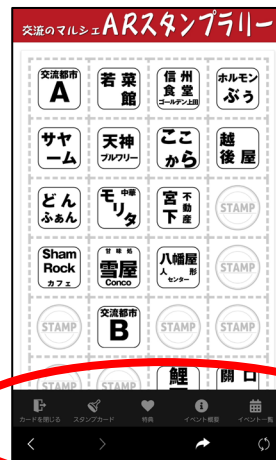 交流のマルシェARスタンプラリー
交流都市
A
若菜
館
信州
食堂
ゴールデン上田
ホルモン
ぶぅ
サヤ
ーム
天神
ブルワリー
ここ
から
越
後屋
どん
ふぁん
中華
モリタ
宮不動産下
STAMP
Sham
Rock
カフェ
甘味処
雪屋
Conco
八幡屋
人形
センター
STAMP
STAMP
交流都市
B
STAMP
STAMP
STAMP
STAMP
鯉
關口
カードを閉じる
スタンプカード
特典
イベント概要
イベント一覧